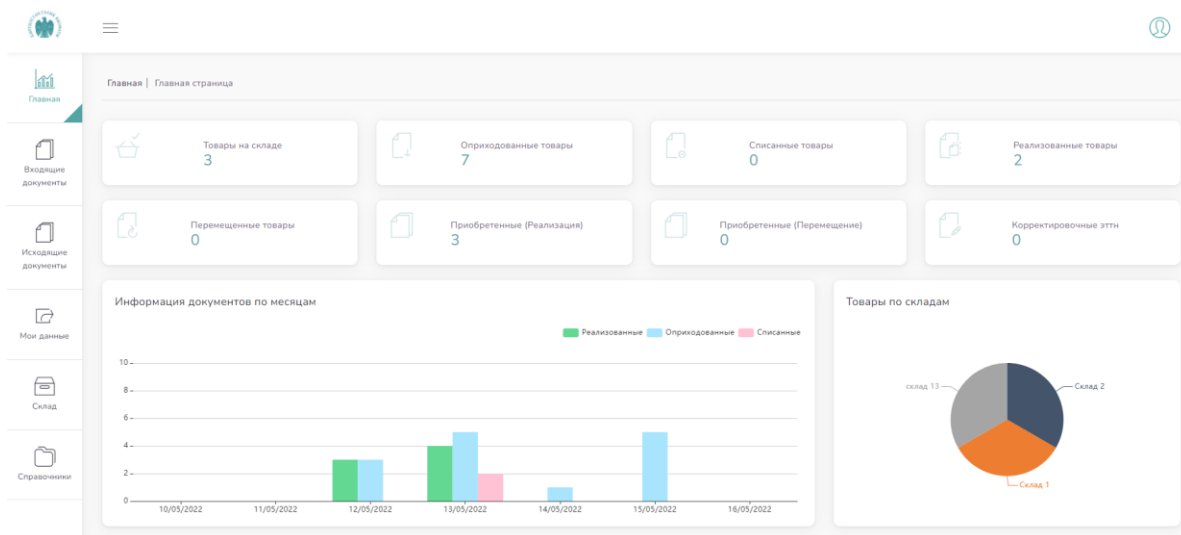 Главная | Главная страница
Главная
Входящие
документы
Исходящие
документы
Мои данные
Склад
Справочники
Товары на складе
3
Оприходованные товары
7
Списанные товары
0
Реализованные товары
2
Перемещенные товары
0
Приобретенные (Реализация)
3
Приобретенные (Перемещение)
0
Корректировочные эттн
0
Информация документов по месяцам
Реализованные Оприходованные Списанные
10
8
6
4
2
0
10/05/2022 11/05/2022 12/05/2022 13/05/2022 14/05/2022 15/05/2022 16/05/2022
Товары по складам
склад 13
Склад 2
Склад 1